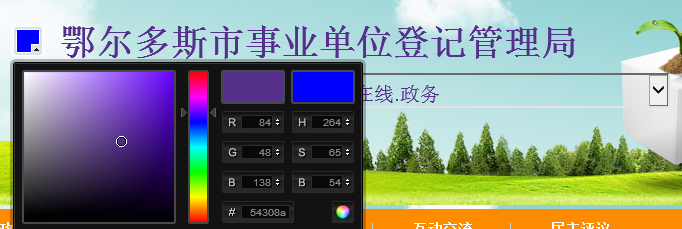 鄂尔多斯市事业单位登记管理局
在线.政务
R 84 H 264
G 48 S 65
B 138 B 54
# 54308a
政 | 互动交流 | 民主评议